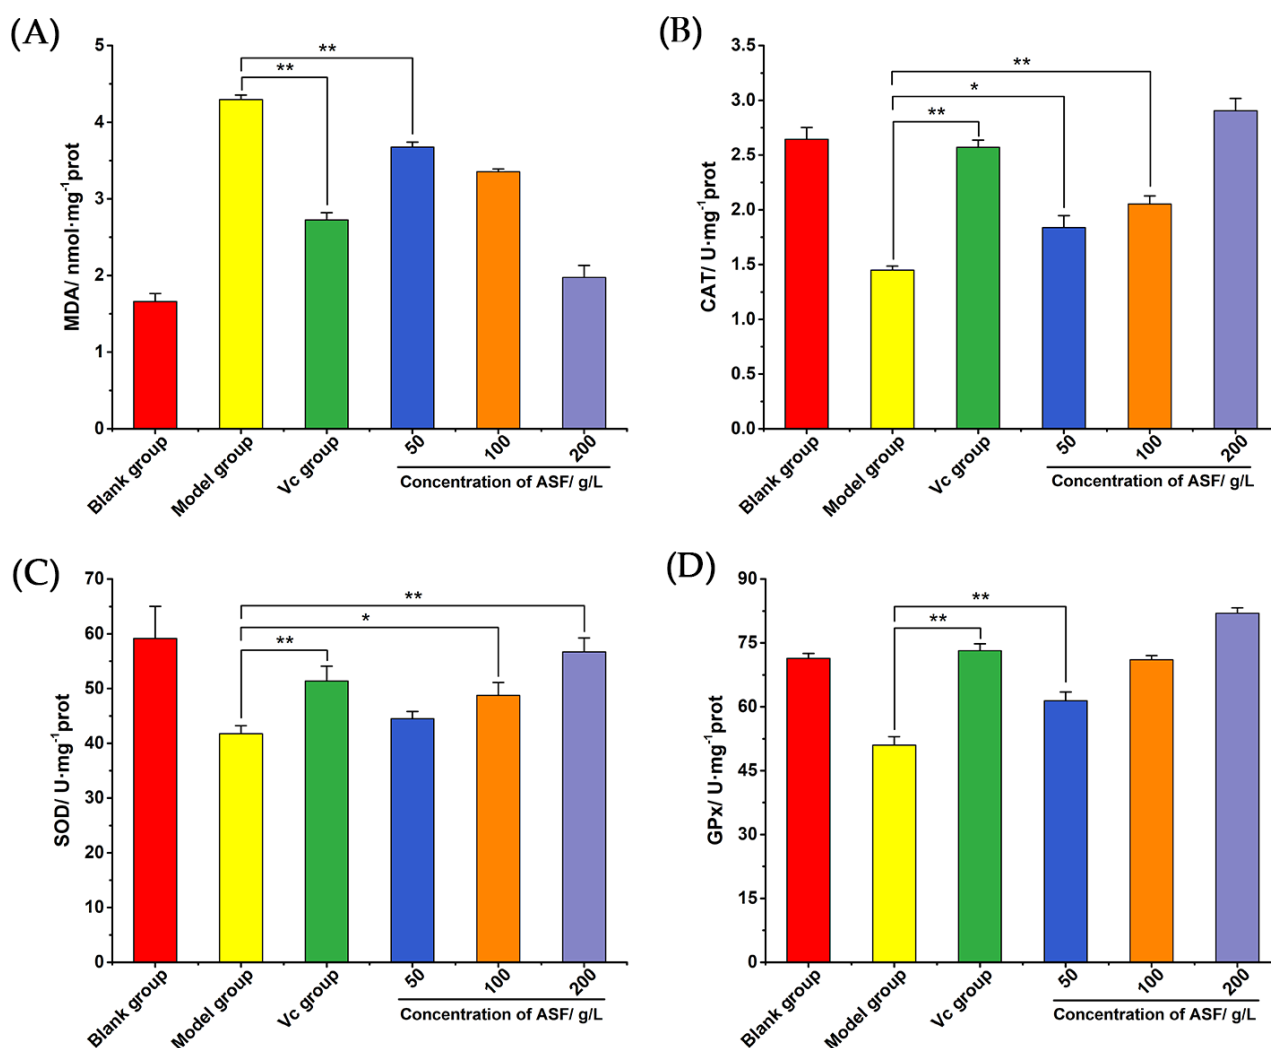 (A)
MDA/ nmol·mg⁻¹prot
5
4
3
2
1
0
**
**
Blank group
Model group
Vc group
50
100
200
Concentration of ASF/ g/L
(B)
CAT/ U·mg⁻¹prot
3.5
3.0
2.5
2.0
1.5
1.0
0.5
0.0
**
*
**
Blank group
Model group
Vc group
50
100
200
Concentration of ASF/ g/L
(C)
SOD/ U·mg⁻¹prot
70
60
50
40
30
20
10
0
**
*
**
Blank group
Model group
Vc group
50
100
200
Concentration of ASF/ g/L
(D)
GPx/ U·mg⁻¹prot
90
75
60
45
30
15
0
**
**
Blank group
Model group
Vc group
50
100
200
Concentration of ASF/ g/L